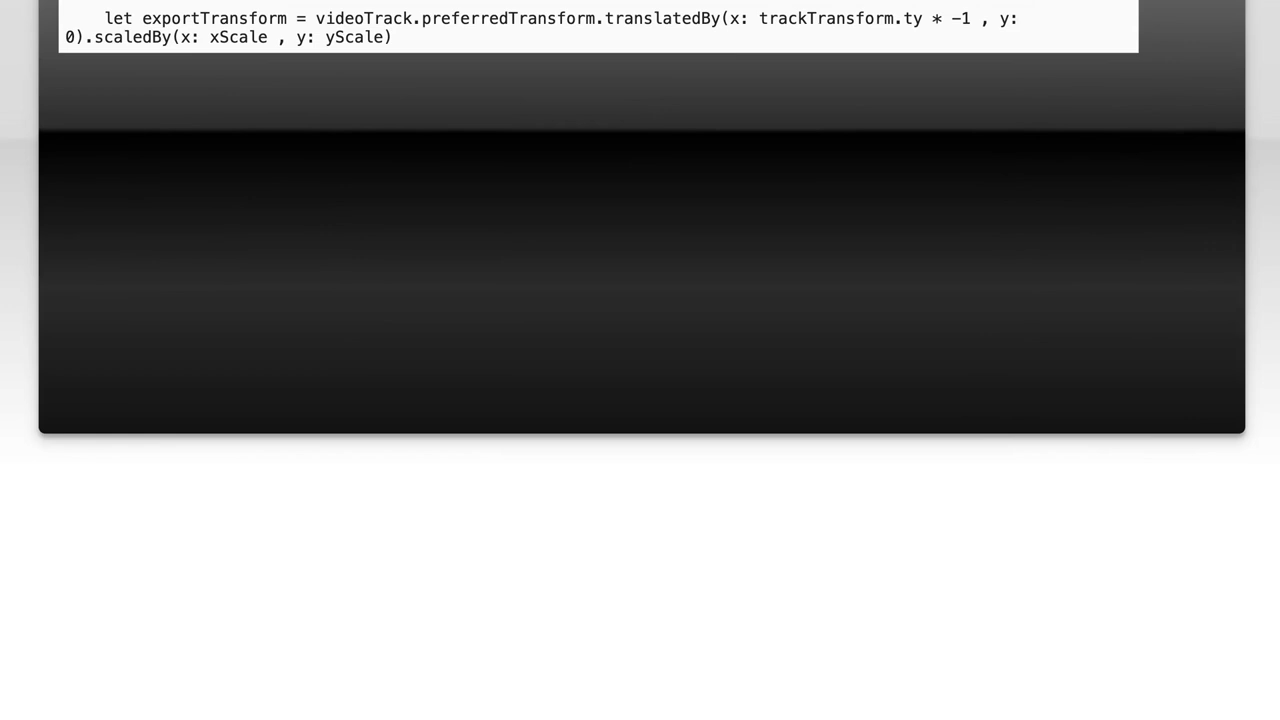 let exportTransform = videoTrack.preferredTransform.translatedBy(x: trackTransform.ty * -1 , y:
0).scaledBy(x: xScale , y: yScale)